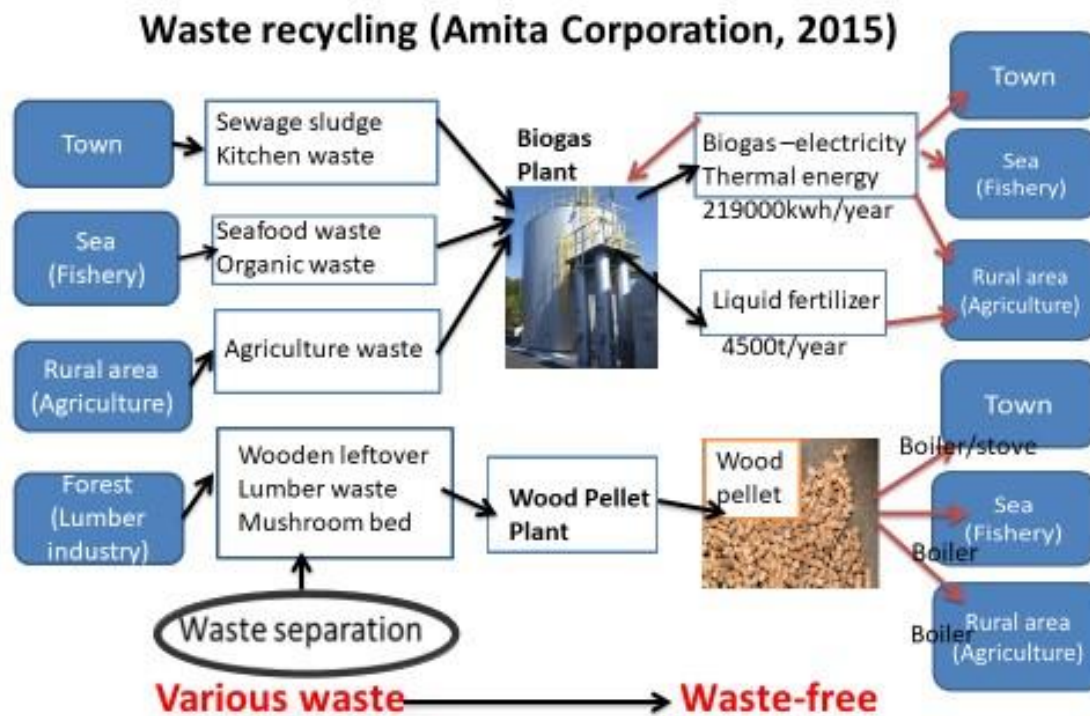 Waste recycling (Amita Corporation, 2015)
Town
Sewage sludge
Kitchen waste
Sea
(Fishery)
Seafood waste
Organic waste
Rural area
(Agriculture)
Agriculture waste
Biogas
Plant
Biogas –electricity
Thermal energy
219000kwh/year
Liquid fertilizer
4500t/year
Town
Sea
(Fishery)
Rural area
(Agriculture)
Forest
(Lumber
industry)
Wooden leftover
Lumber waste
Mushroom bed
Wood Pellet
Plant
Wood
pellet
Town
Boiler/stove
Sea
(Fishery)
Boiler
Rural area
Boiler
(Agriculture)
Waste separation
Various waste
Waste-free